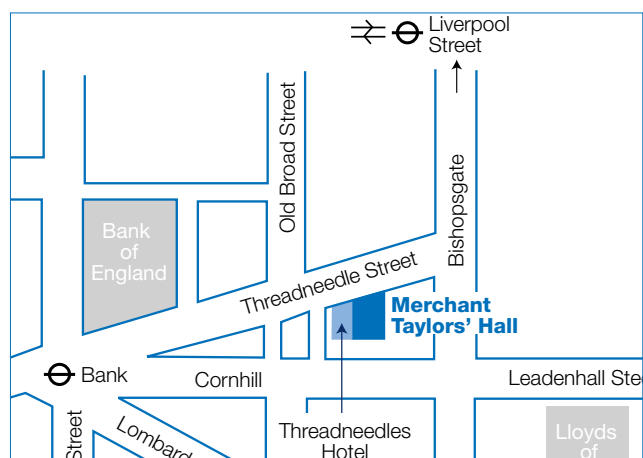 Liverpool
Street
Old Broad Street
Bishopsgate
Bank
of
England
Threadneedle Street
Merchant
Taylors’ Hall
Bank
Cornhill
Leadenhall Stre
Street
Lombard
Threadneedles
Hotel
Lloyds
of